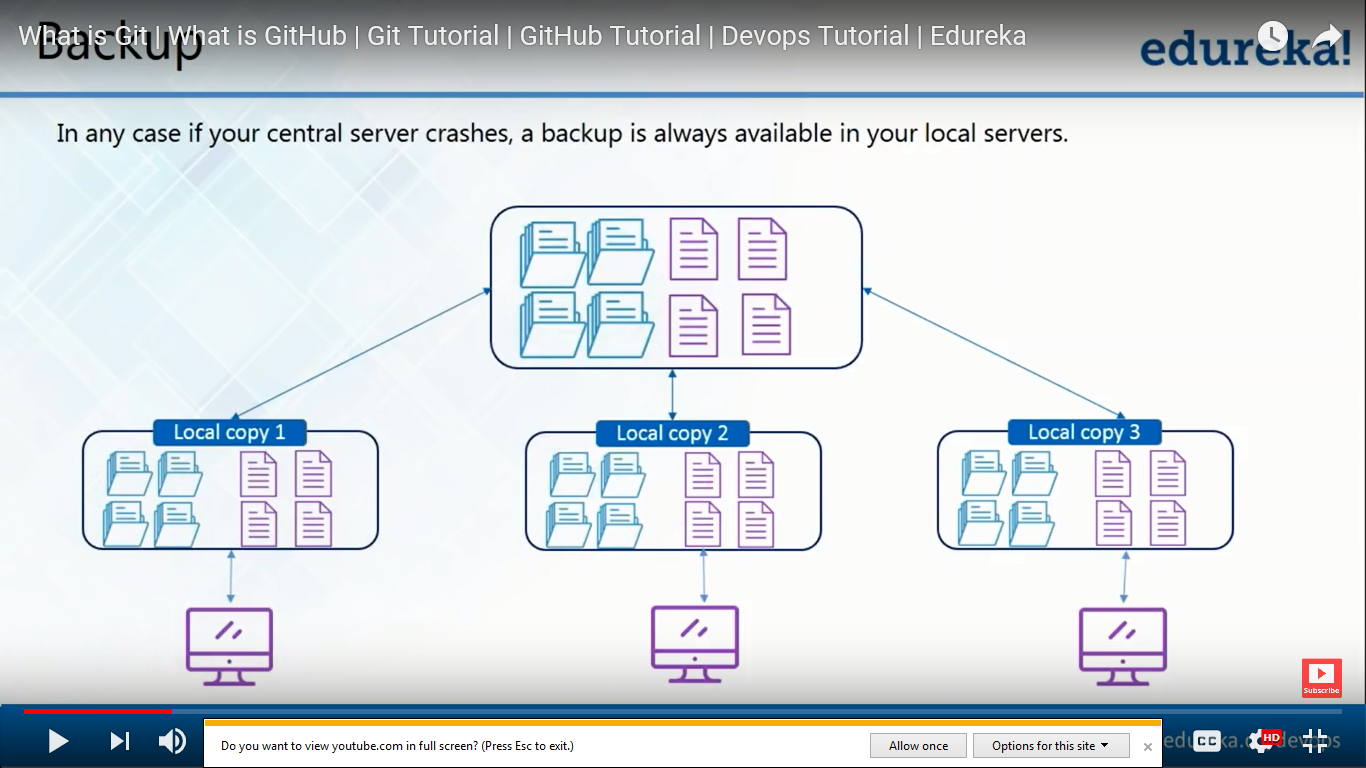 What is Git | What is GitHub | Git Tutorial | GitHub Tutorial | Devops Tutorial | Edureka
Backup
edureka!
In any case if your central server crashes, a backup is always available in your local servers.
Local copy 1
Local copy 2
Local copy 3
Subscribe
Do you want to view youtube.com in full screen? (Press Esc to exit.)
Allow once
Options for this site
CC
HD